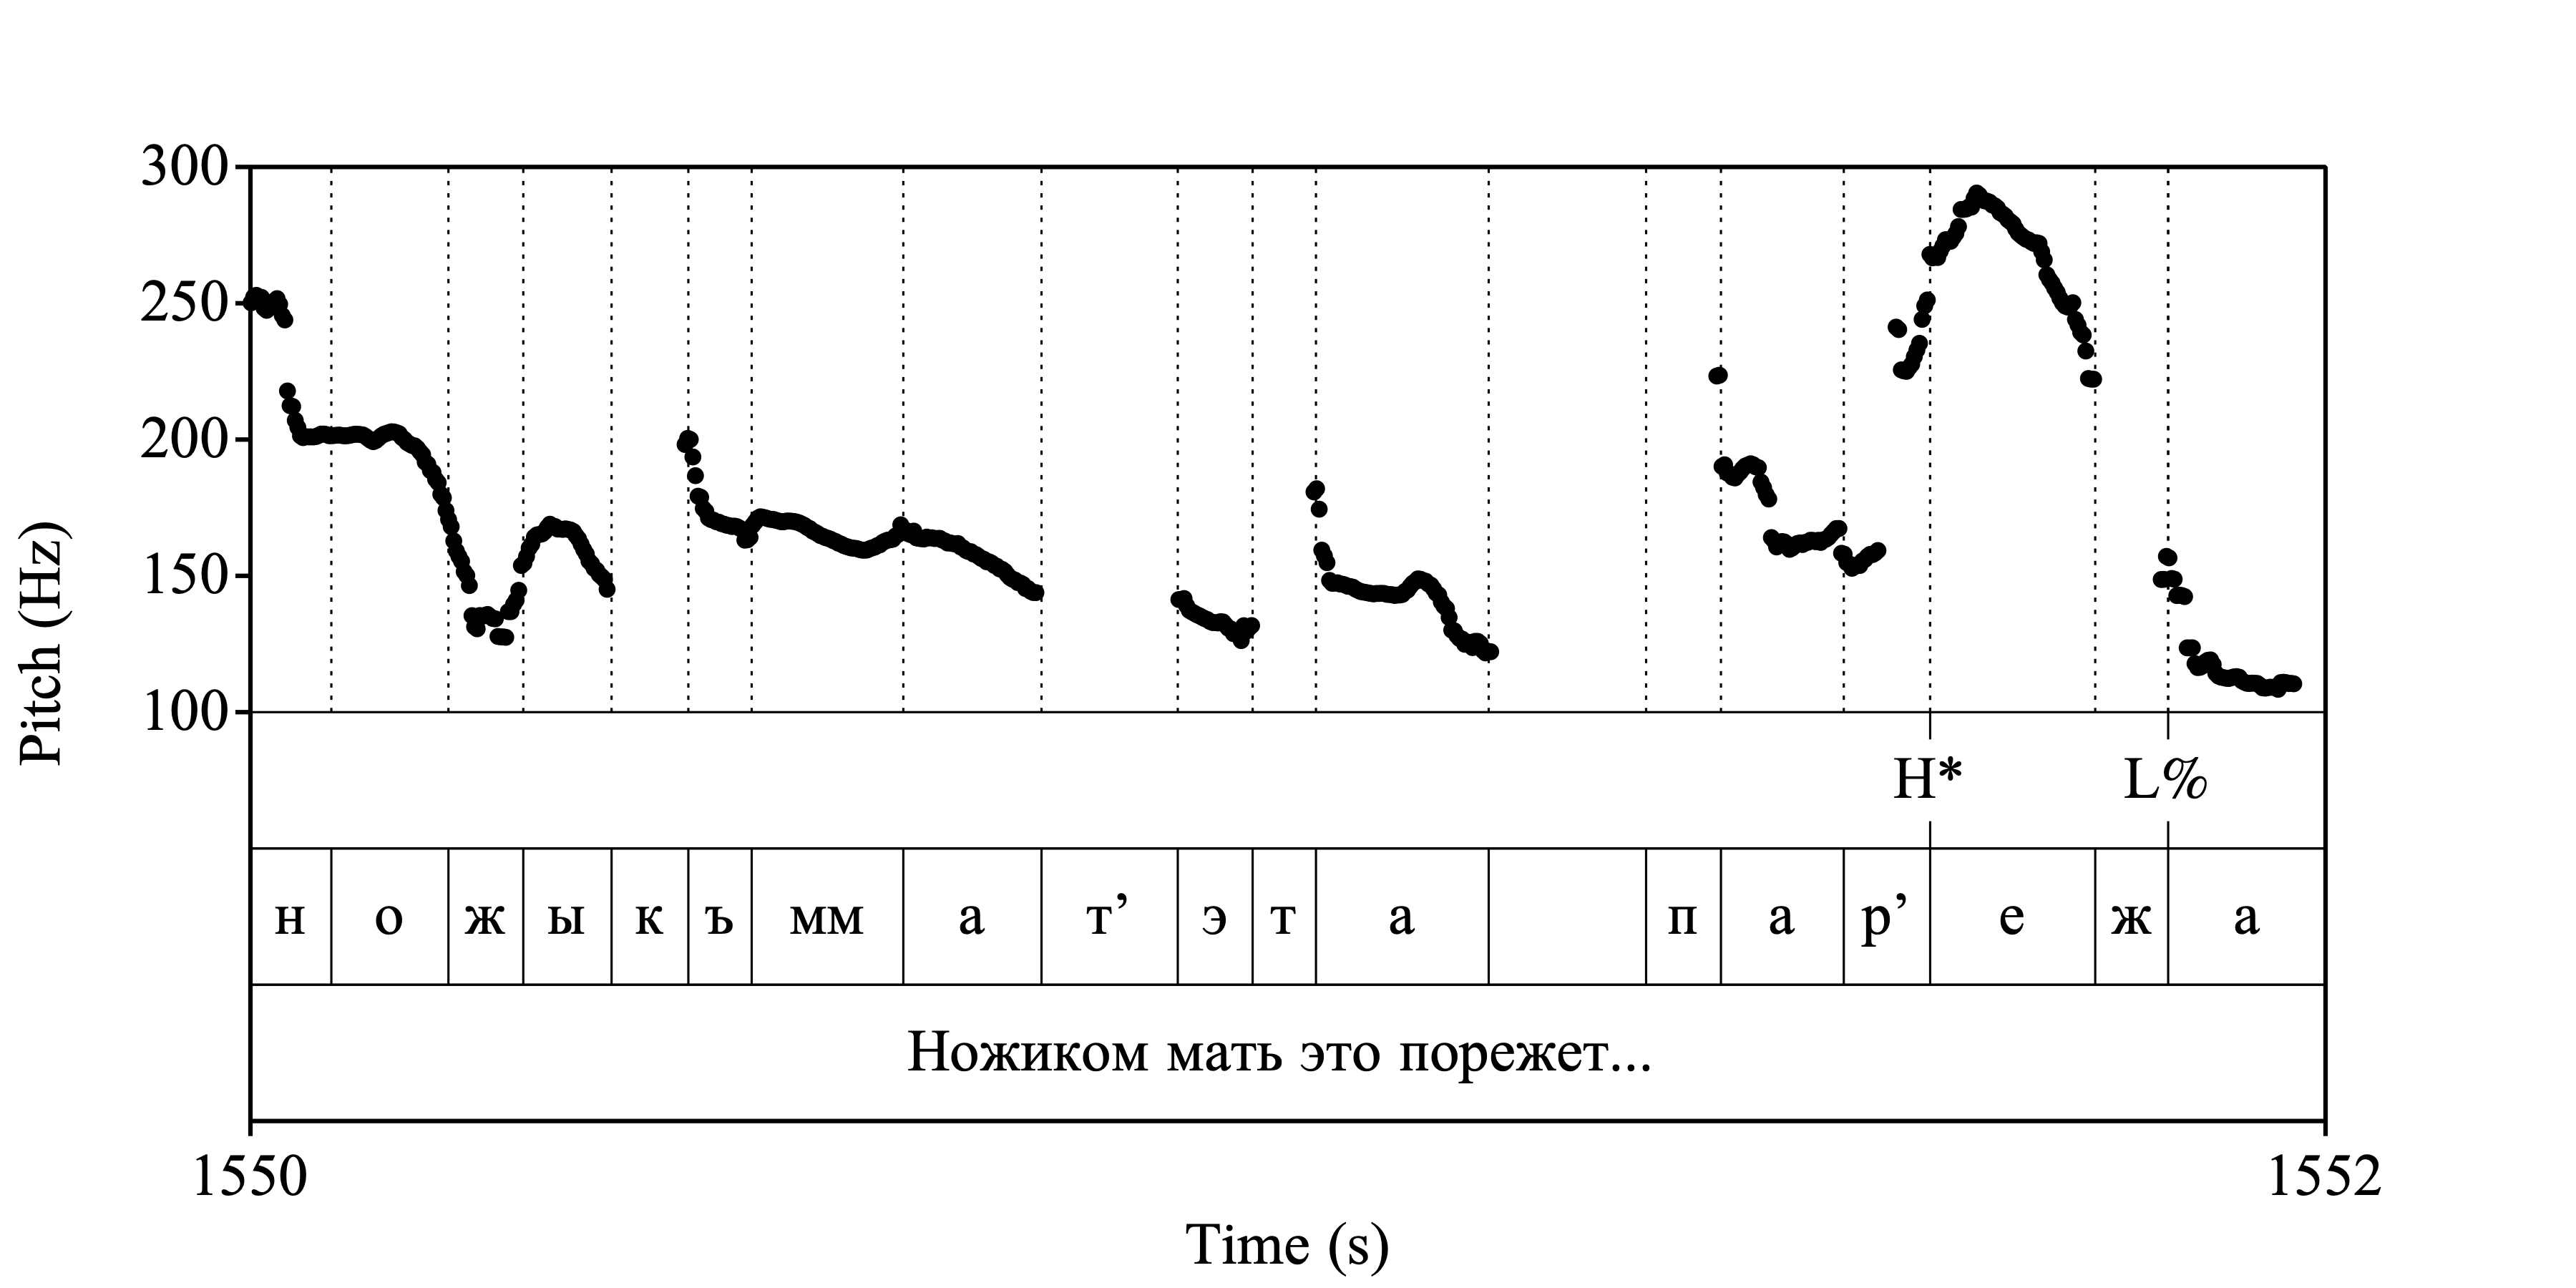 300
250
200
150
100
Pitch (Hz)
H* L%
н о ж ы к ъ мм а т’ э т а п а р’ е ж а
Ножиком мать это порежет...
1550 1552
Time (s)